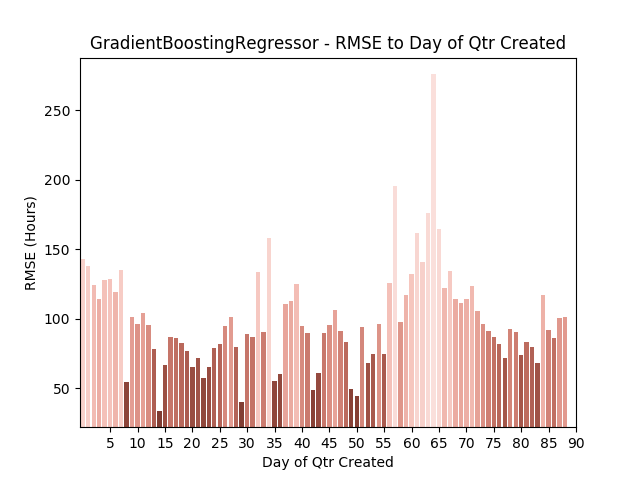 GradientBoostingRegressor - RMSE to Day of Qtr Created
250
200
150
100
50
RMSE (Hours)
5 10 15 20 25 30 35 40 45 50 55 60 65 70 75 80 85 90
Day of Qtr Created